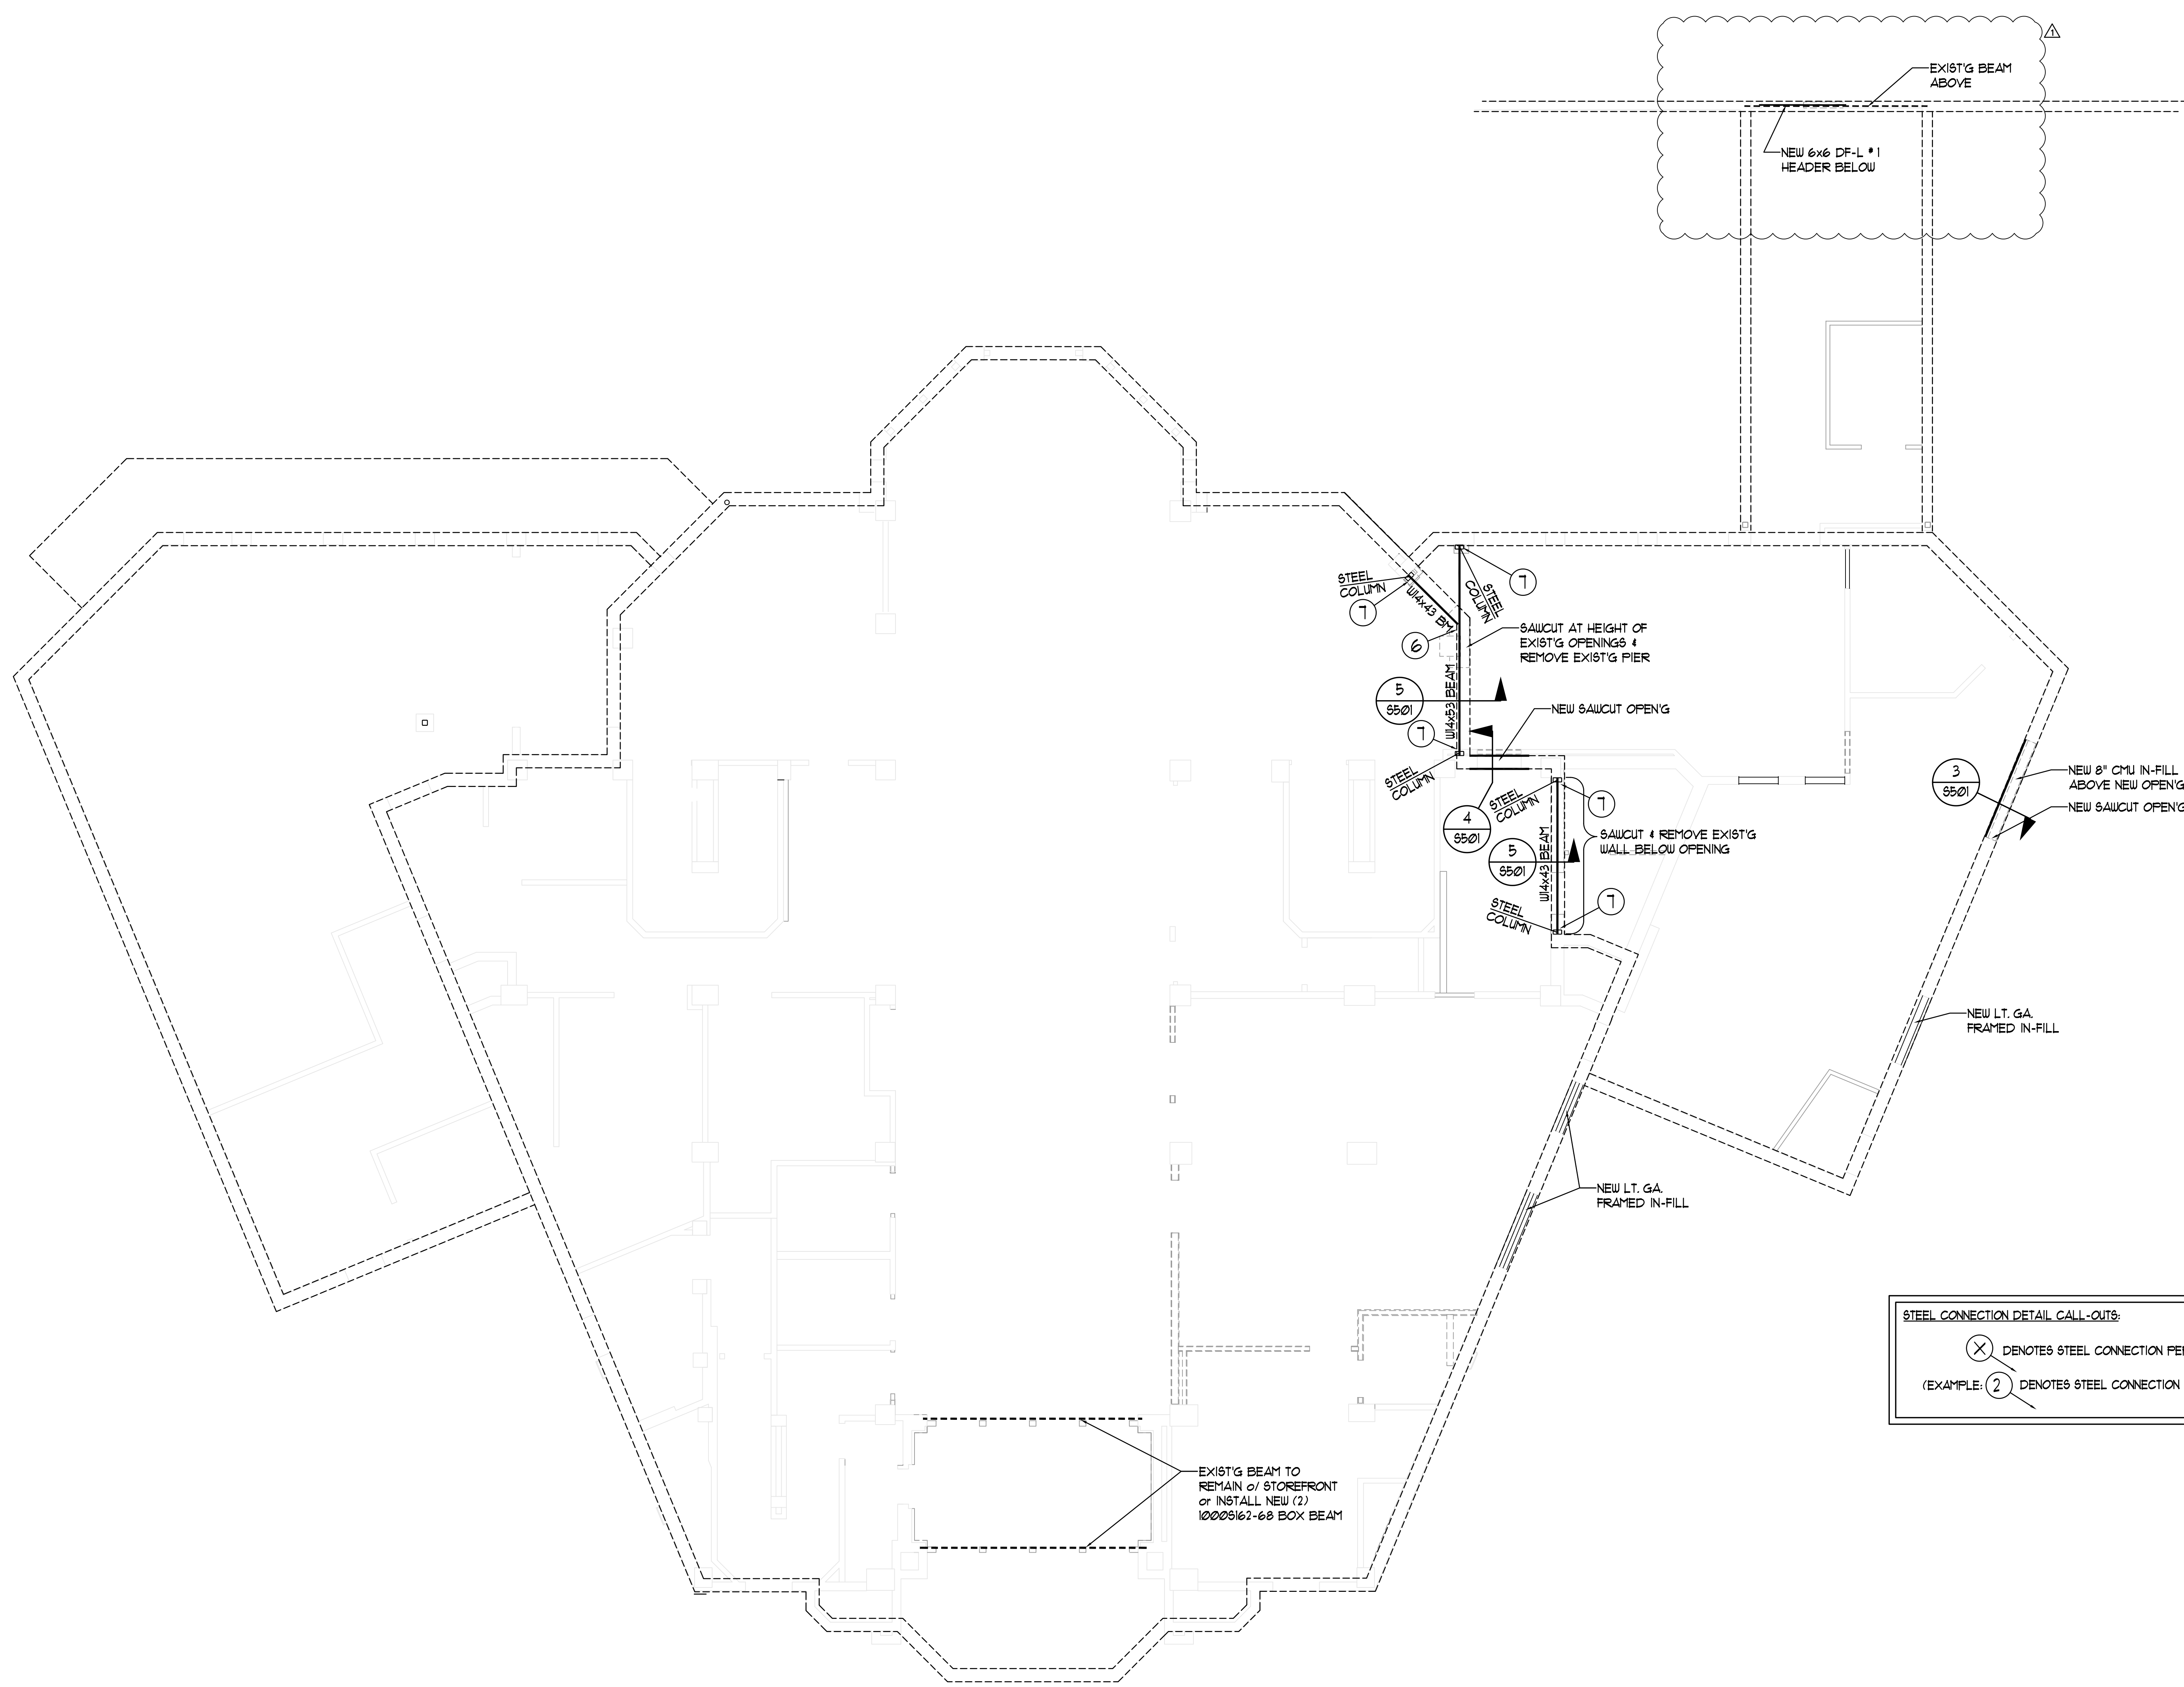 1
EXIST'G BEAM
ABOVE
NEW 6x6 DF-L #1
HEADER BELOW
STEEL
COLUMN
7
W14x43 BM
STEEL
COLUMN
7
6
SAWCUT AT HEIGHT OF
EXIST'G OPENINGS &
REMOVE EXIST'G PIER
5
S501
W14x53 BEAM
NEW SAWCUT OPEN'G
7
STEEL
COLUMN
STEEL
COLUMN
7
4
S501
5
S501
W14x43 BEAM
SAWCUT & REMOVE EXIST'G
WALL BELOW OPENING
7
STEEL
COLUMN
3
S501
NEW 8" CMU IN-FILL
ABOVE NEW OPEN'G
NEW SAWCUT OPEN'G
NEW LT. GA.
FRAMED IN-FILL
NEW LT. GA.
FRAMED IN-FILL
STEEL CONNECTION DETAIL CALL-OUTS:
X DENOTES STEEL CONNECTION
(EXAMPLE: 2 DENOTES STEEL CONNECTION
EXIST'G BEAM TO
REMAIN o/ STOREFRONT
or INSTALL NEW (2)
1000S162-68 BOX BEAM